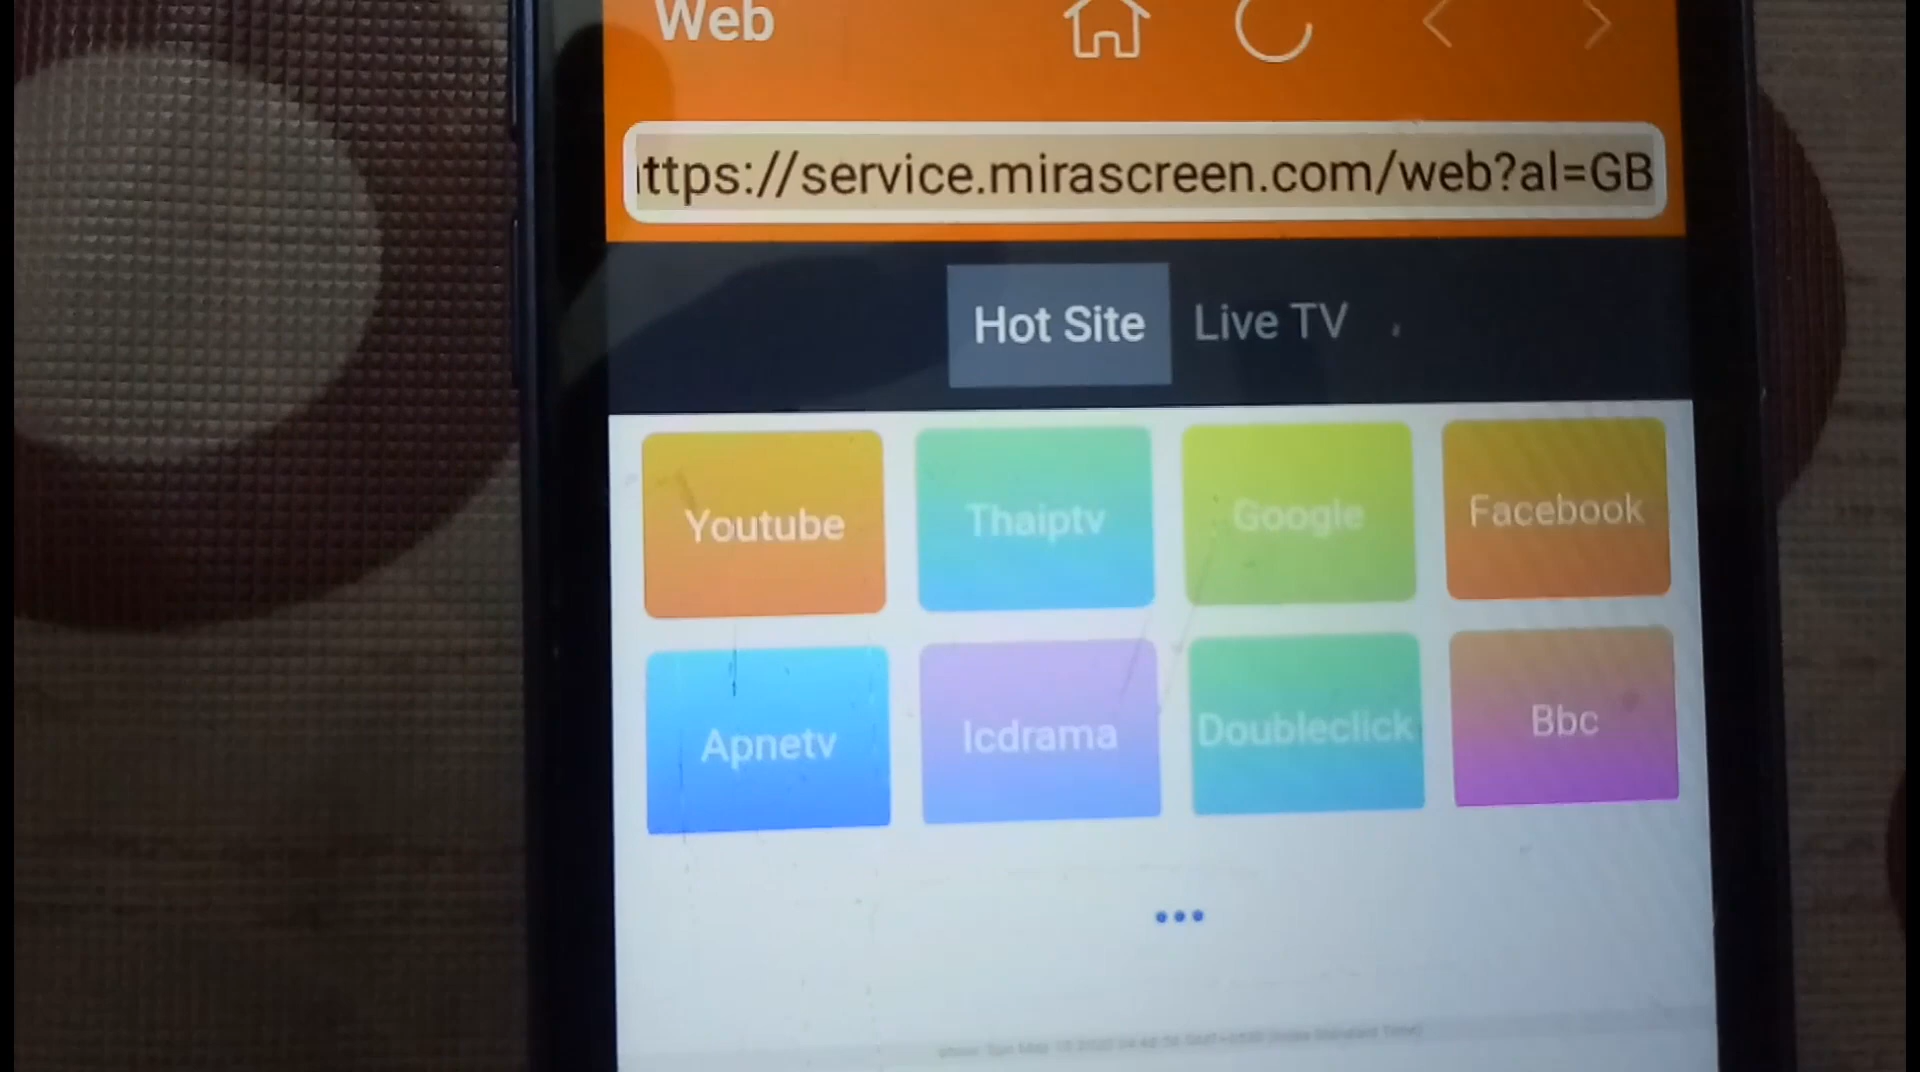 Web
ttps://service.mirascreen.com/web?al=GB
Hot Site Live TV
Youtube Thaiptv Google Facebook
Apnetv Icdrama Doubleclick Bbc